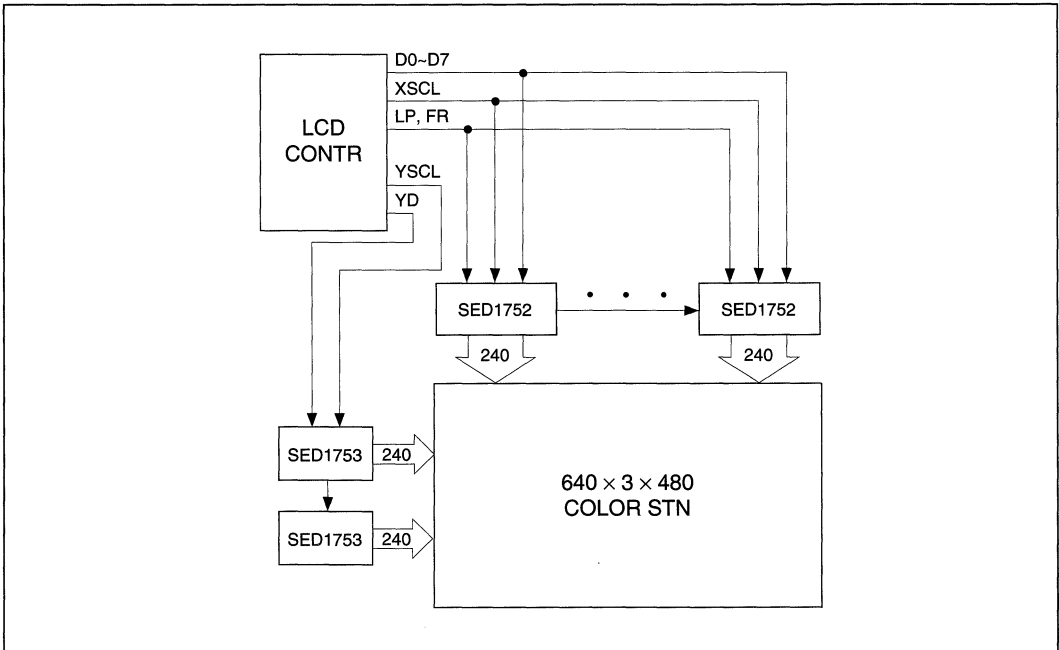 D0~D7
XSCL
LP, FR
LCD
CONTR
YSCL
YD
SED1752
• • •
SED1752
240
240
SED1753
240
640 × 3 × 480
COLOR STN
SED1753
240